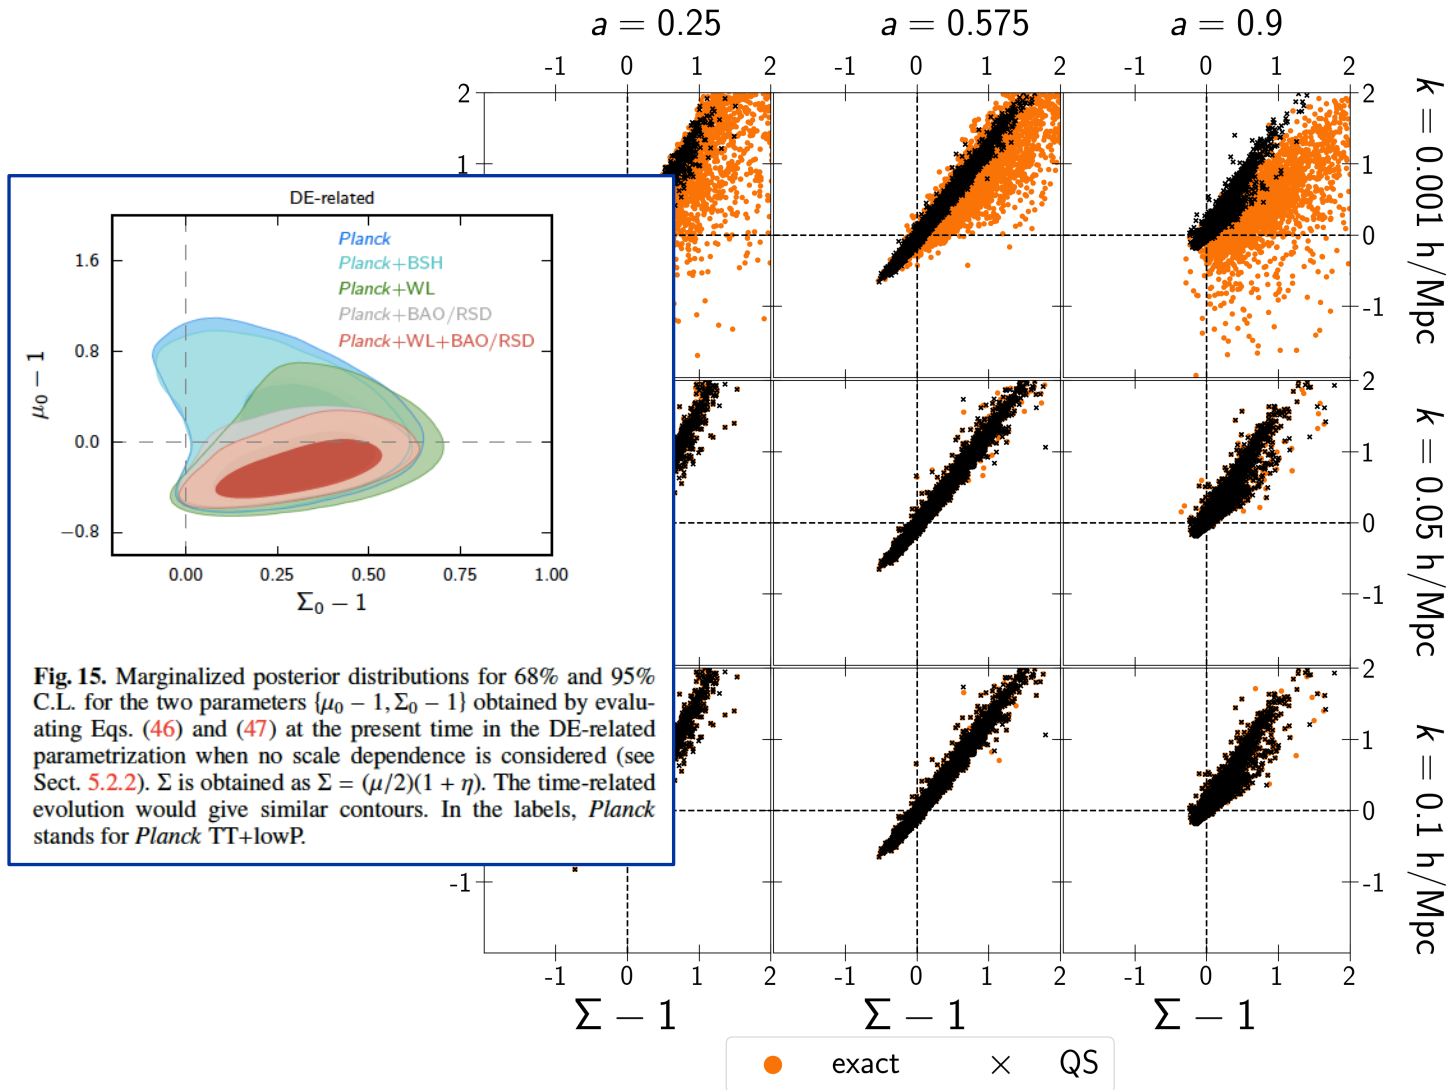 a = 0.25
a = 0.575
a = 0.9
-1 0 1 2
-1 0 1 2
-1 0 1 2
2
1
2
1
0
-1
k = 0.001 h/Mpc
DE-related
Planck
Planck+BSH
Planck+WL
Planck+BAO/RSD
Planck+WL+BAO/RSD
1.6
0.8
0.0
−0.8
μ₀ − 1
0.00 0.25 0.50 0.75 1.00
Σ₀ − 1
Fig. 15. Marginalized posterior distributions for 68% and 95%
C.L. for the two parameters {μ₀ − 1, Σ₀ − 1} obtained by evalu-
ating Eqs. (46) and (47) at the present time in the DE-related
parametrization when no scale dependence is considered (see
Sect. 5.2.2). Σ is obtained as Σ = (μ/2)(1 + η). The time-related
evolution would give similar contours. In the labels, Planck
stands for Planck TT+lowP.
2
1
0
-1
k = 0.05 h/Mpc
2
1
0
-1
k = 0.1 h/Mpc
-1
-1 0 1 2
-1 0 1 2
-1 0 1 2
Σ − 1
Σ − 1
Σ − 1
exact
QS